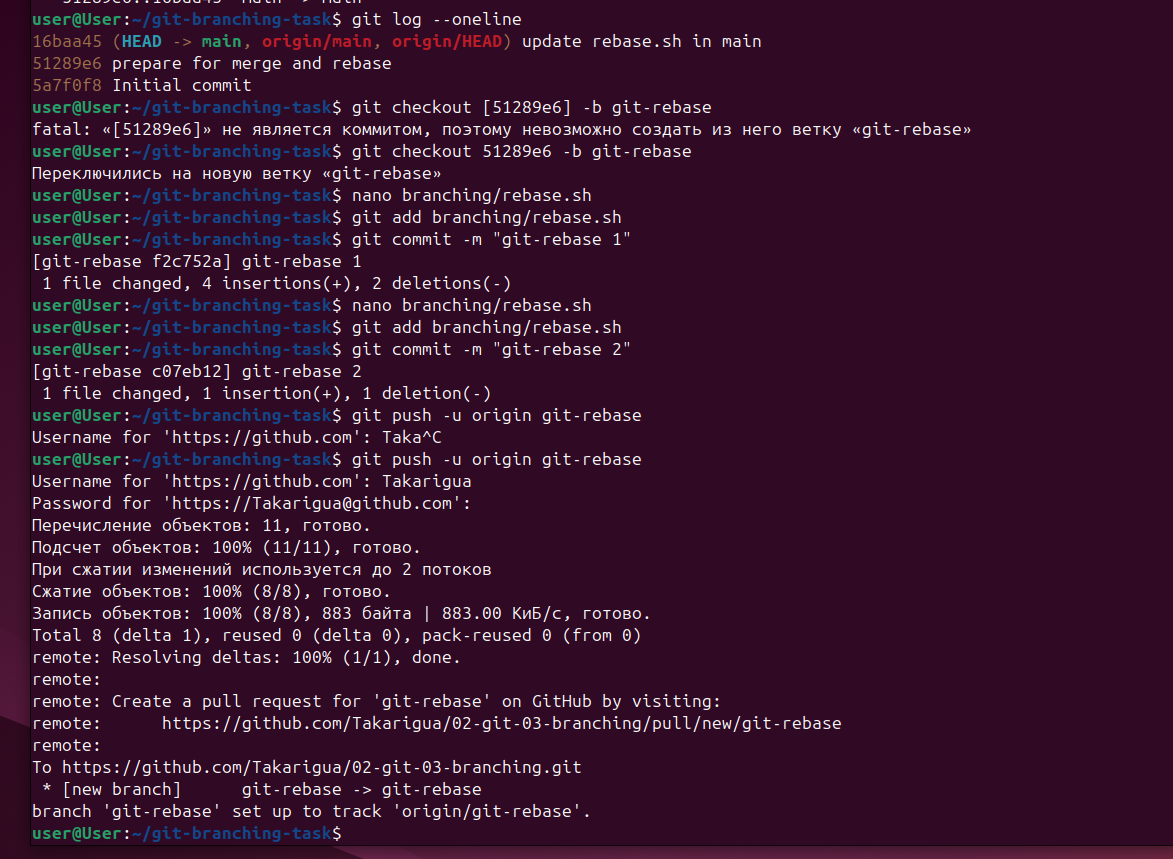 51289e6..16baa45  main -> main
user@User:~/git-branching-task$ git log --oneline
16baa45 (HEAD -> main, origin/main, origin/HEAD) update rebase.sh in main
51289e6 prepare for merge and rebase
5a7f0f8 Initial commit
user@User:~/git-branching-task$ git checkout [51289e6] -b git-rebase
fatal: «[51289e6]» не является коммитом, поэтому невозможно создать из него ветку «git-rebase»
user@User:~/git-branching-task$ git checkout 51289e6 -b git-rebase
Переключились на новую ветку «git-rebase»
user@User:~/git-branching-task$ nano branching/rebase.sh
user@User:~/git-branching-task$ git add branching/rebase.sh
user@User:~/git-branching-task$ git commit -m "git-rebase 1"
[git-rebase f2c752a] git-rebase 1
 1 file changed, 4 insertions(+), 2 deletions(-)
user@User:~/git-branching-task$ nano branching/rebase.sh
user@User:~/git-branching-task$ git add branching/rebase.sh
user@User:~/git-branching-task$ git commit -m "git-rebase 2"
[git-rebase c07eb12] git-rebase 2
 1 file changed, 1 insertion(+), 1 deletion(-)
user@User:~/git-branching-task$ git push -u origin git-rebase
Username for 'https://github.com': Taka^C
user@User:~/git-branching-task$ git push -u origin git-rebase
Username for 'https://github.com': Takarigua
Password for 'https://Takarigua@github.com':
Перечисление объектов: 11, готово.
Подсчет объектов: 100% (11/11), готово.
При сжатии изменений используется до 2 потоков
Сжатие объектов: 100% (8/8), готово.
Запись объектов: 100% (8/8), 883 байта | 883.00 КиБ/с, готово.
Total 8 (delta 1), reused 0 (delta 0), pack-reused 0 (from 0)
remote: Resolving deltas: 100% (1/1), done.
remote:
remote: Create a pull request for 'git-rebase' on GitHub by visiting:
remote:      https://github.com/Takarigua/02-git-03-branching/pull/new/git-rebase
remote:
To https://github.com/Takarigua/02-git-03-branching.git
 * [new branch]      git-rebase -> git-rebase
branch 'git-rebase' set up to track 'origin/git-rebase'.
user@User:~/git-branching-task$